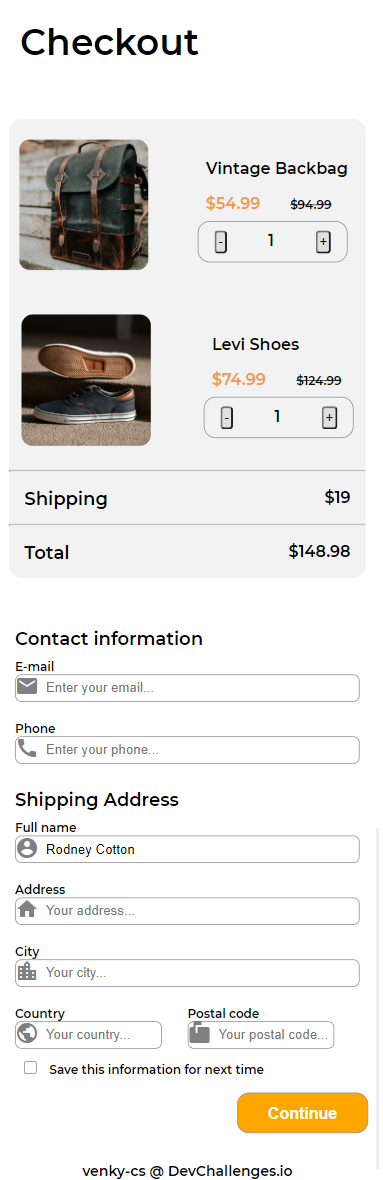 Checkout
Vintage Backbag
$54.99 $94.99
- 1 +
Levi Shoes
$74.99 $124.99
- 1 +
Shipping $19
Total $148.98
Contact information
E-mail
Enter your email...
Phone
Enter your phone...
Shipping Address
Full name
Rodney Cotton
Address
Your address...
City
Your city...
Country Postal code
Your country... Your postal code...
Save this information for next time
Continue
venky-cs @ DevChallenges.io